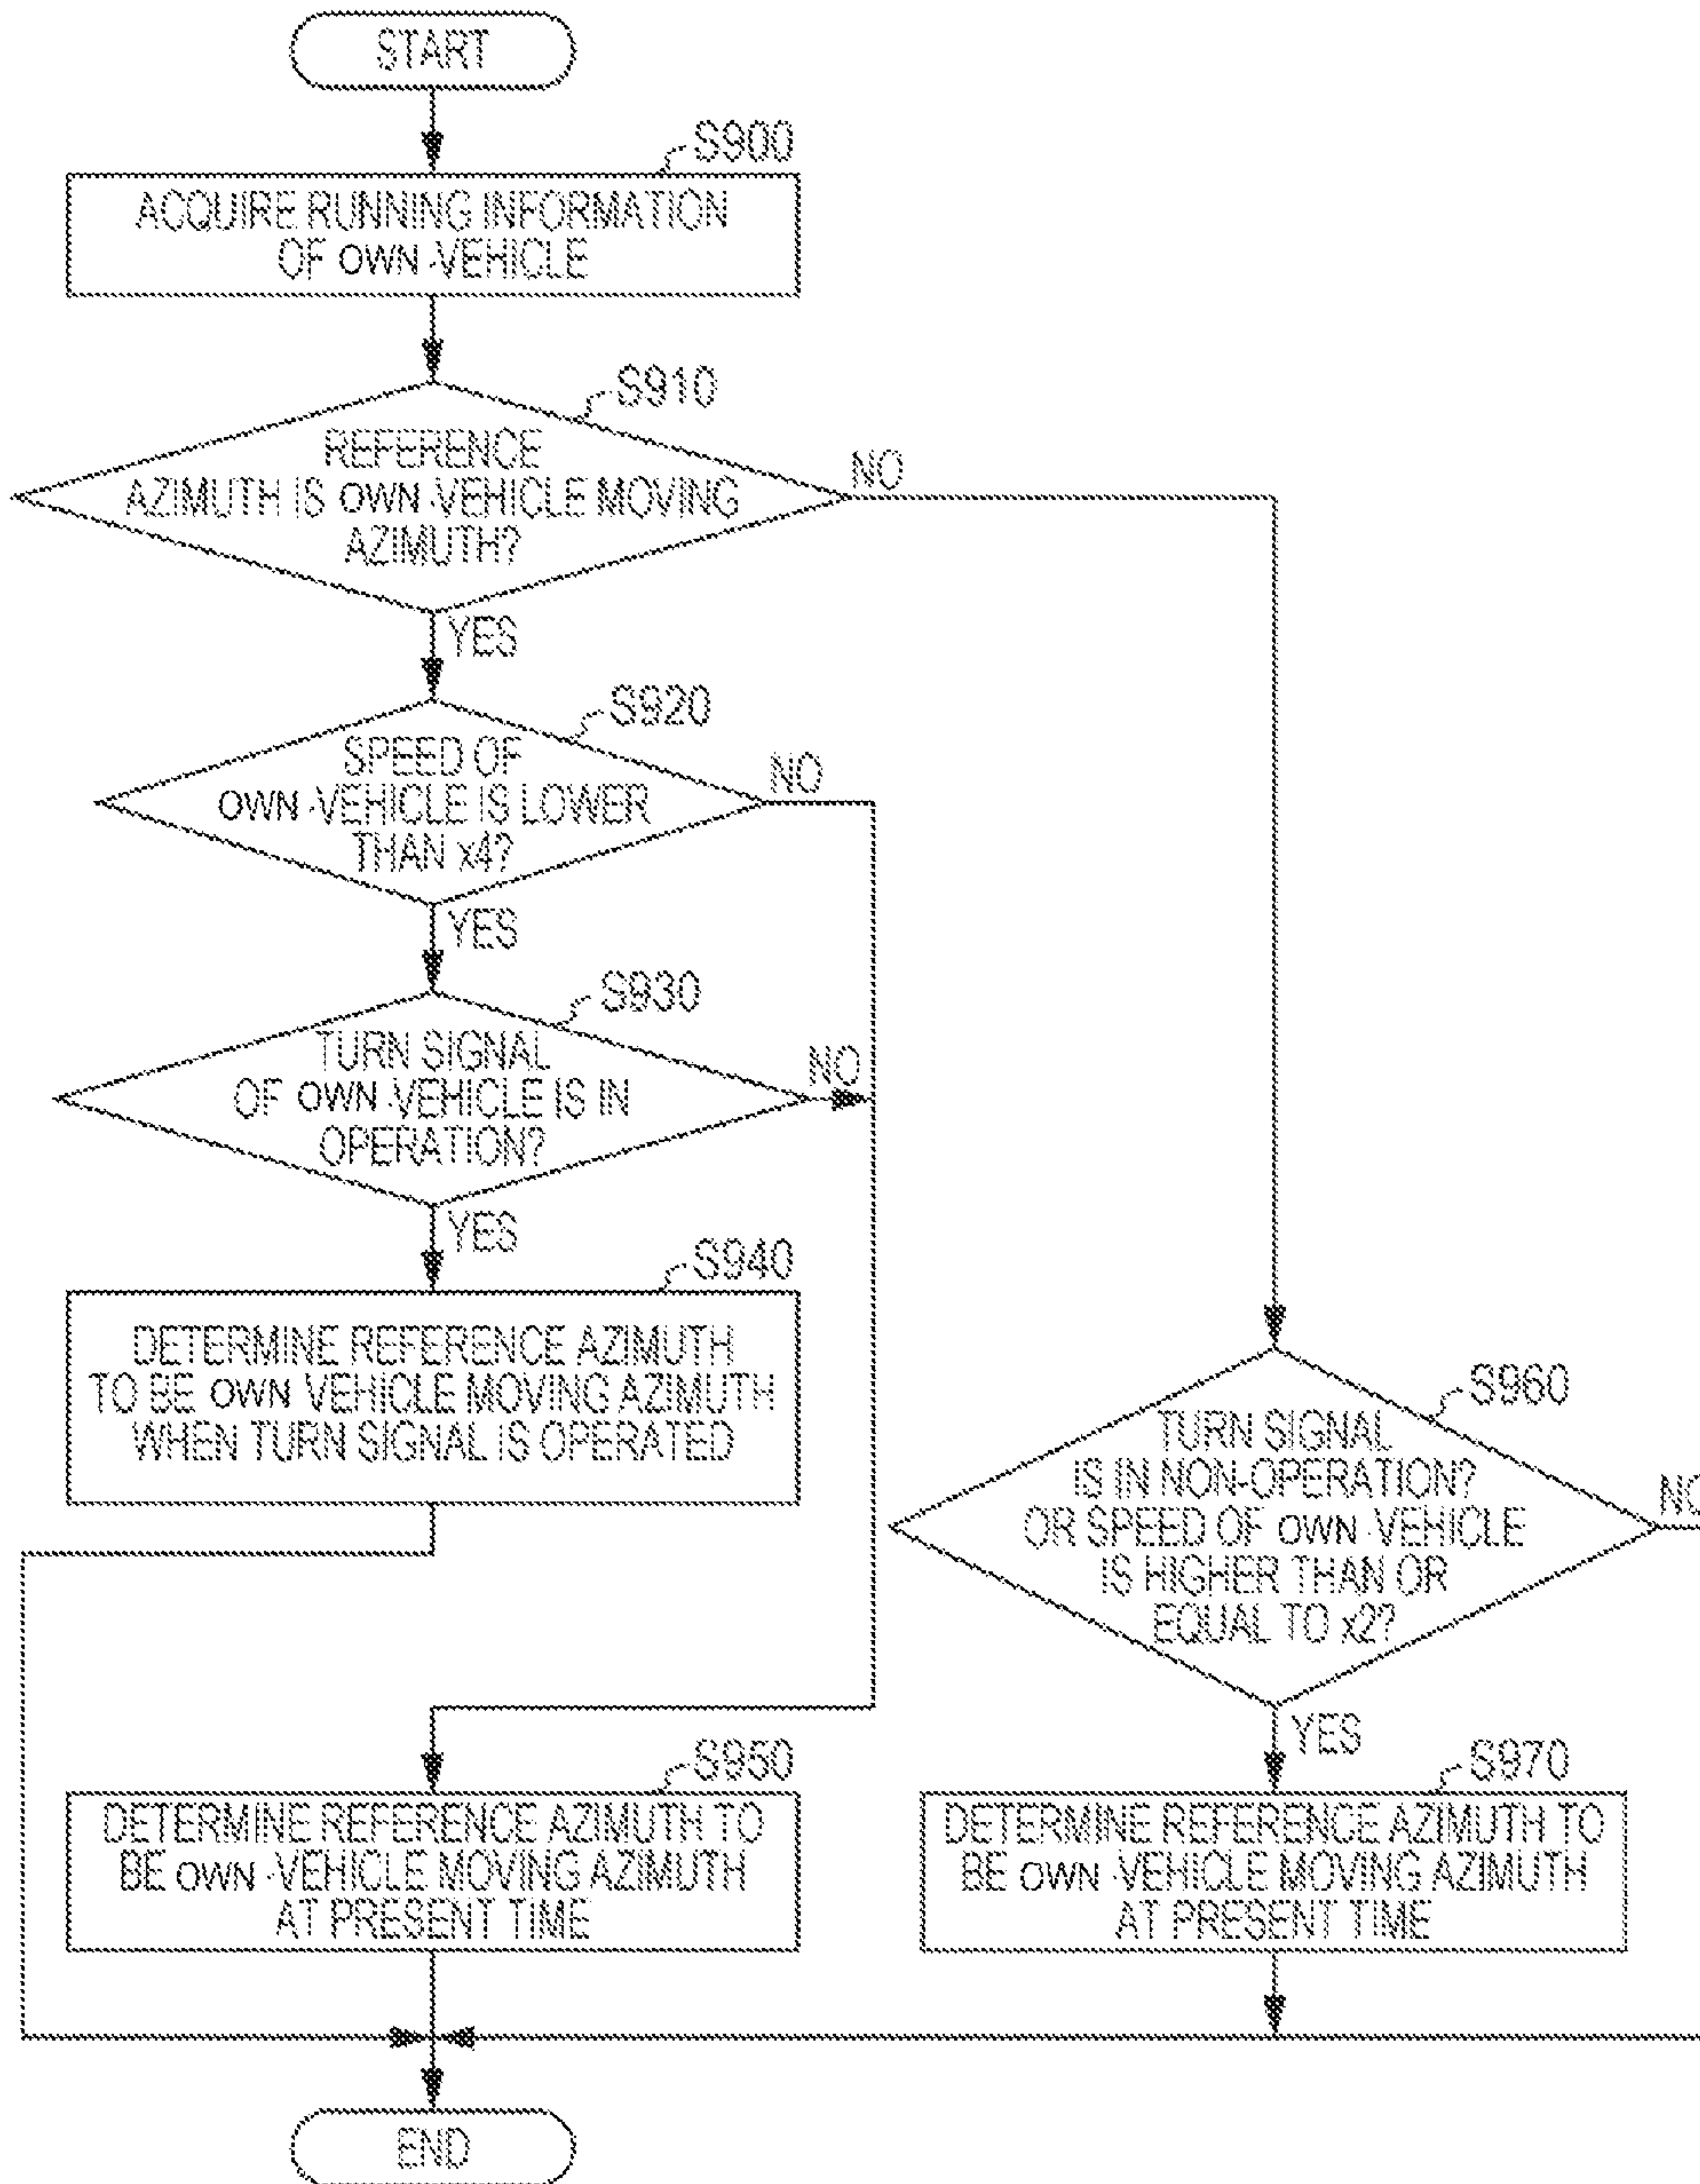 START
S900
ACQUIRE RUNNING INFORMATION
OF OWN-VEHICLE
S910
REFERENCE
AZIMUTH IS OWN-VEHICLE MOVING
AZIMUTH?
NO
YES
S920
SPEED OF
OWN-VEHICLE IS LOWER
THAN x4?
NO
YES
S930
TURN SIGNAL
OF OWN-VEHICLE IS IN
OPERATION?
NO
YES
S940
DETERMINE REFERENCE AZIMUTH
TO BE OWN VEHICLE MOVING AZIMUTH
WHEN TURN SIGNAL IS OPERATED
S960
TURN SIGNAL
IS IN NON-OPERATION?
OR SPEED OF OWN-VEHICLE
IS HIGHER THAN OR
EQUAL TO x2?
NO
YES
S950
DETERMINE REFERENCE AZIMUTH TO
BE OWN-VEHICLE MOVING AZIMUTH
AT PRESENT TIME
S970
DETERMINE REFERENCE AZIMUTH TO
BE OWN-VEHICLE MOVING AZIMUTH
AT PRESENT TIME
END